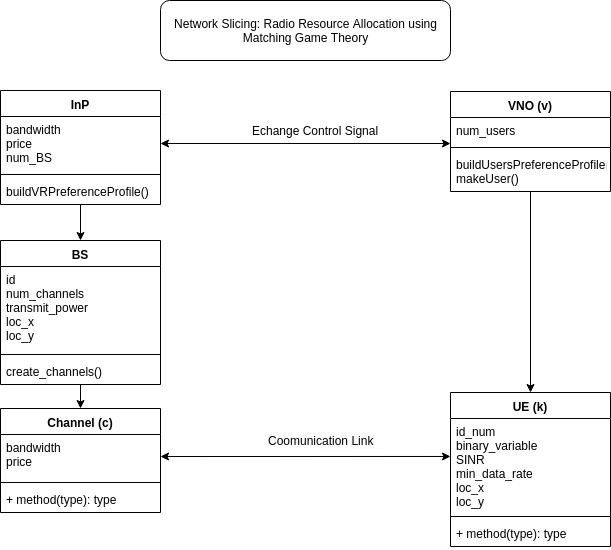 Network Slicing: Radio Resource Allocation using
Matching Game Theory
InP
bandwidth
price
num_BS
buildVRPreferenceProfile()
Echange Control Signal
VNO (v)
num_users
buildUsersPreferenceProfile
makeUser()
BS
id
num_channels
transmit_power
loc_x
loc_y
create_channels()
Channel (c)
bandwidth
price
+ method(type): type
Coomunication Link
UE (k)
id_num
binary_variable
SINR
min_data_rate
loc_x
loc_y
+ method(type): type